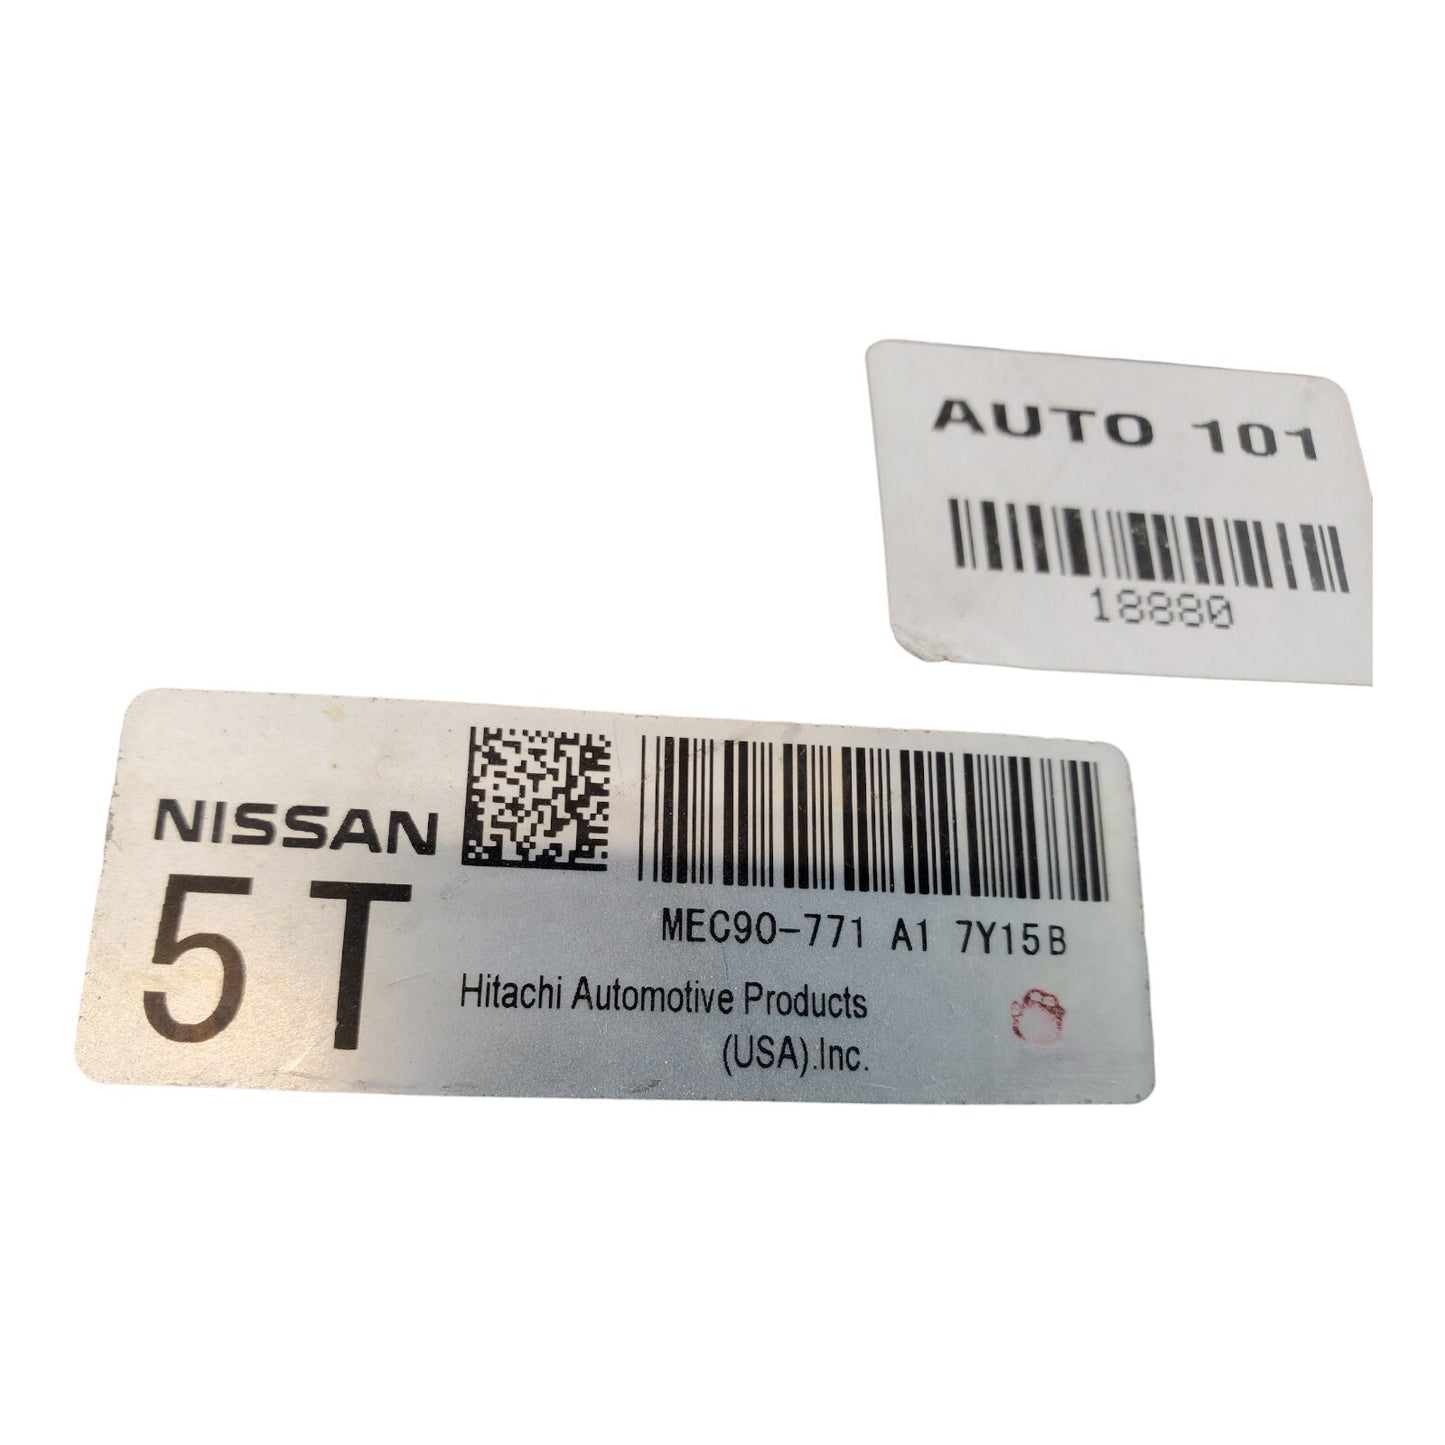 AUTO 101
18880
NISSAN
5T
MEC90-771 A1 7Y15B
Hitachi Automotive Products
(USA).Inc.